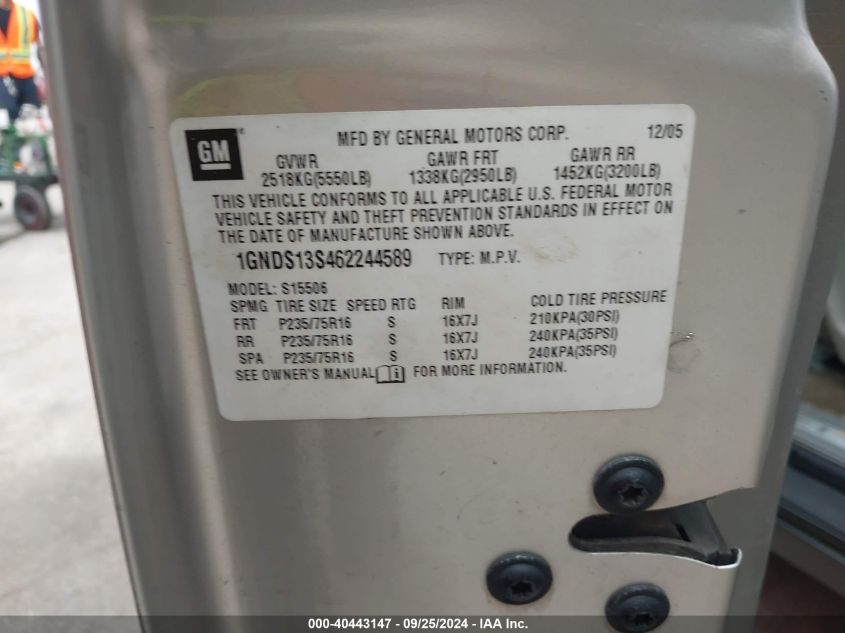 GM
MFD BY GENERAL MOTORS CORP. 12/05
GVWR GAWR FRT GAWR RR
2518KG(5550LB) 1338KG(2950LB) 1452KG(3200LB)
THIS VEHICLE CONFORMS TO ALL APPLICABLE U.S. FEDERAL MOTOR
VEHICLE SAFETY AND THEFT PREVENTION STANDARDS IN EFFECT ON
THE DATE OF MANUFACTURE SHOWN ABOVE.
1GNDS13S462244589 TYPE: M.P.V.
MODEL: S15506
SPMG TIRE SIZE SPEED RTG RIM COLD TIRE PRESSURE
FRT P235/75R16 S 16X7J 210KPA(30PSI)
RR P235/75R16 S 16X7J 240KPA(35PSI)
SPA P235/75R16 S 16X7J 240KPA(35PSI)
SEE OWNER'S MANUAL FOR MORE INFORMATION.
000-40443147 - 09/25/2024 - IAA Inc.